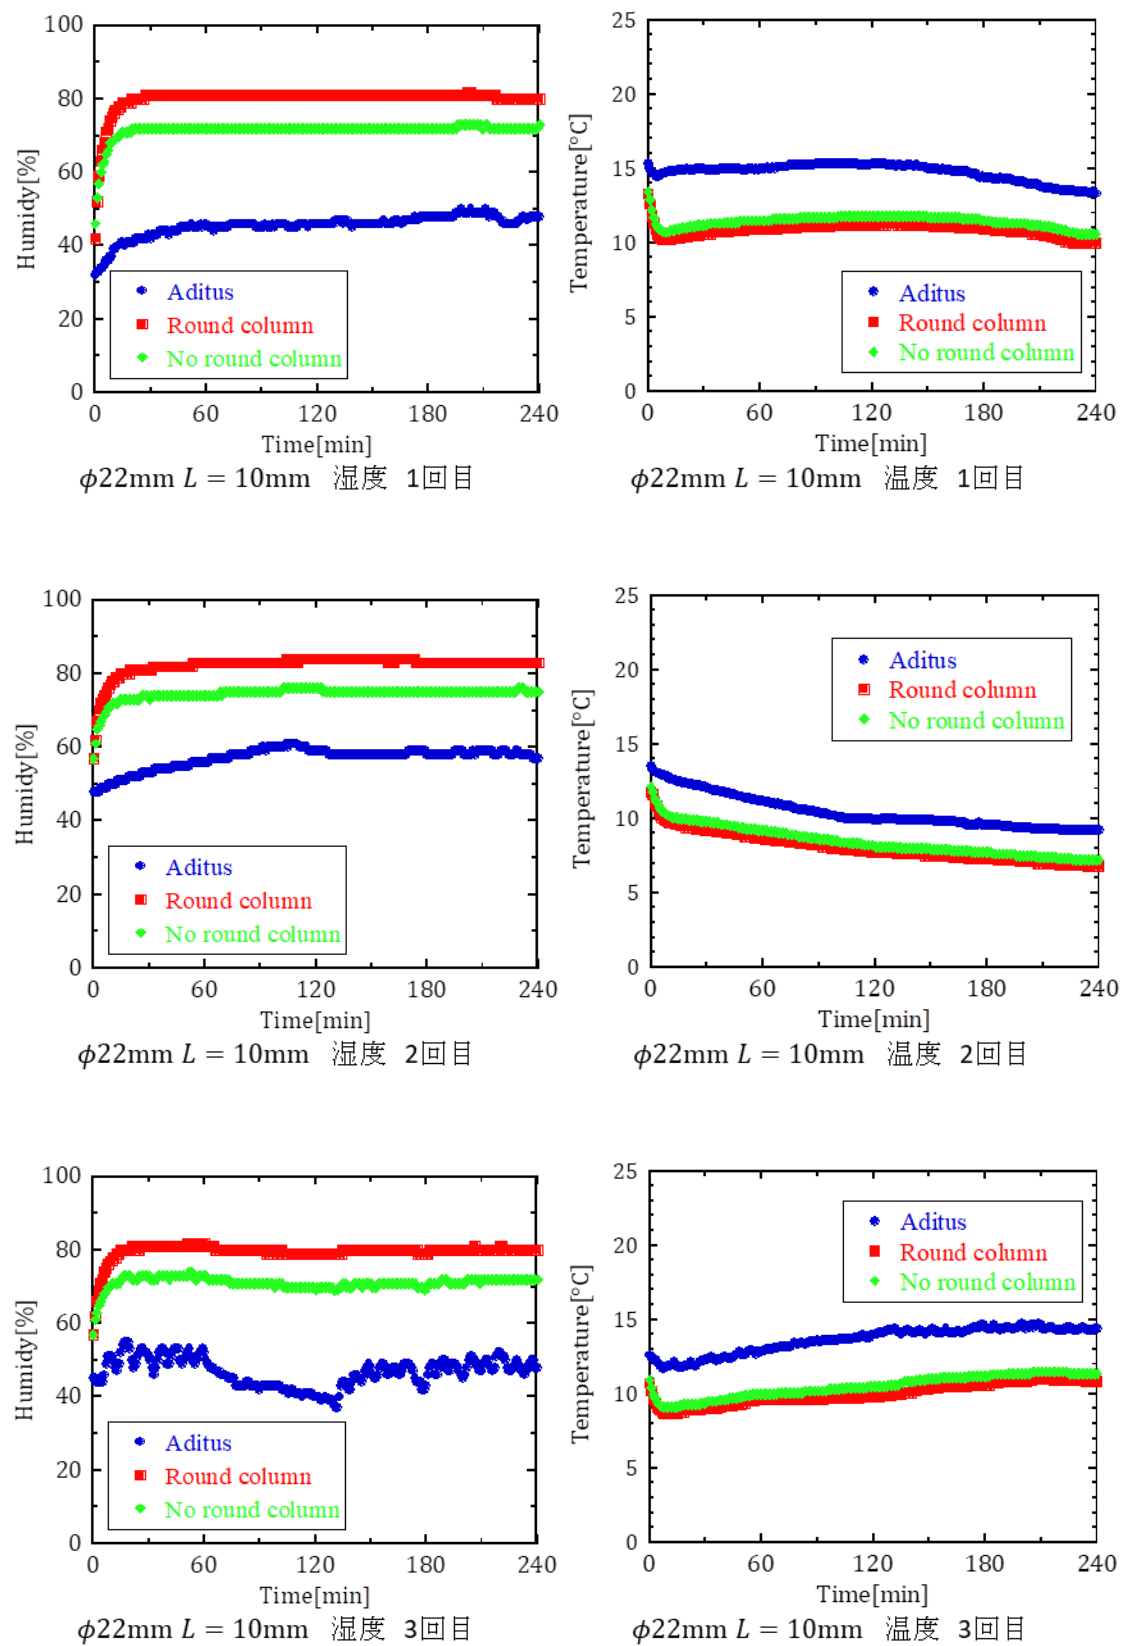 100
80
60
40
20
0
Humidy[%]
Aditus
Round column
No round column
0 60 120 180 240
Time[min]
ϕ22mm L = 10mm 湿度 1回目
25
20
15
10
5
0
Temperature[°C]
Aditus
Round column
No round column
0 60 120 180 240
Time[min]
ϕ22mm L = 10mm 温度 1回目
100
80
60
40
20
0
Humidy[%]
Aditus
Round column
No round column
0 60 120 180 240
Time[min]
ϕ22mm L = 10mm 湿度 2回目
25
20
15
10
5
0
Temperature[°C]
Aditus
Round column
No round column
0 60 120 180 240
Time[min]
ϕ22mm L = 10mm 温度 2回目
100
80
60
40
20
0
Humidy[%]
Aditus
Round column
No round column
0 60 120 180 240
Time[min]
ϕ22mm L = 10mm 湿度 3回目
25
20
15
10
5
0
Temperature[°C]
Aditus
Round column
No round column
0 60 120 180 240
Time[min]
ϕ22mm L = 10mm 温度 3回目